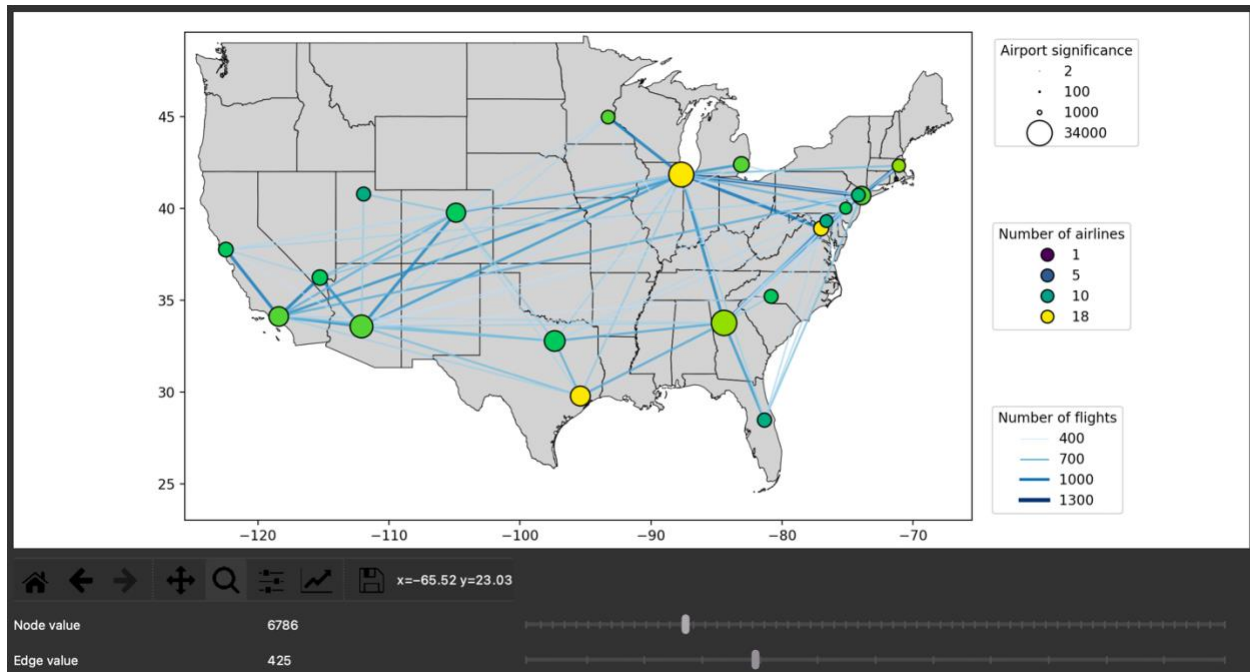 Airport significance
2
100
1000
34000
Number of airlines
1
5
10
18
Number of flights
400
700
1000
1300
45
40
35
30
25
−120 −110 −100 −90 −80 −70
x=−65.52 y=23.03
Node value 6786
Edge value 425